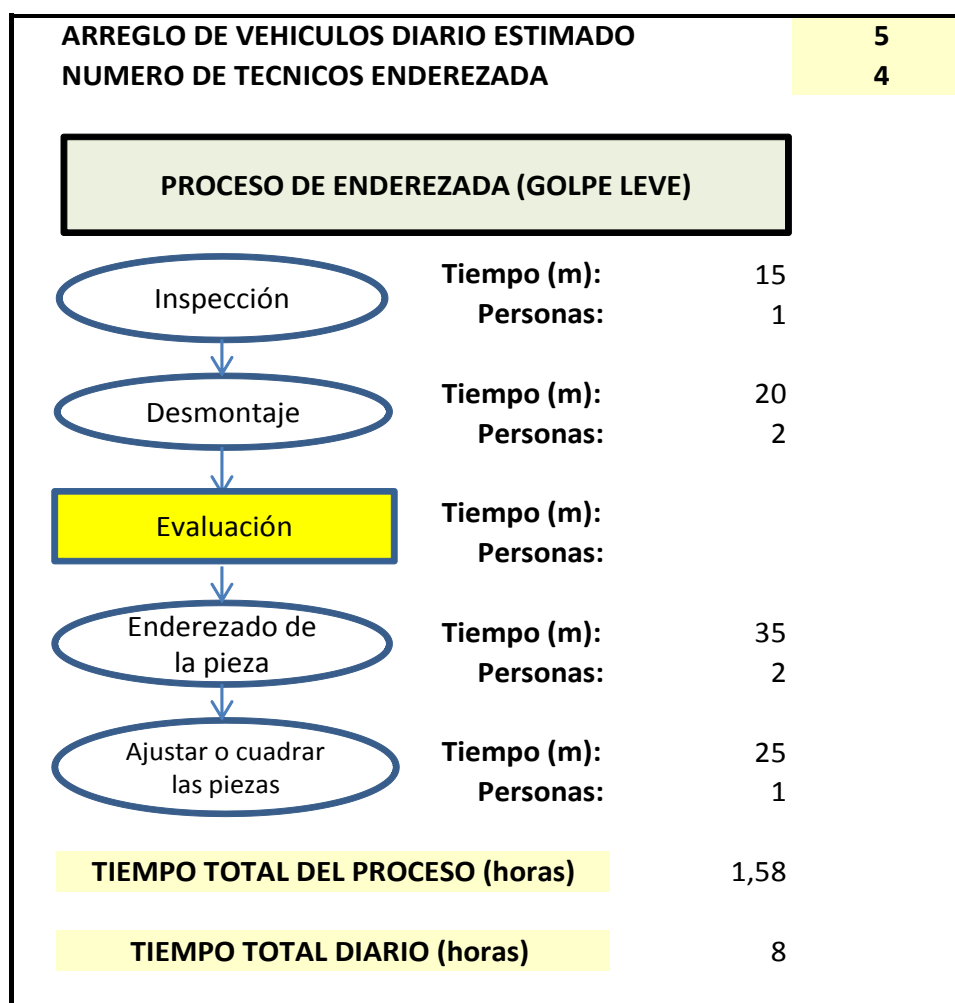 ARREGLO DE VEHICULOS DIARIO ESTIMADO 5
NUMERO DE TECNICOS ENDEREZADA 4
PROCESO DE ENDEREZADA (GOLPE LEVE)
Inspección
Tiempo (m): 15
Personas: 1
Desmontaje
Tiempo (m): 20
Personas: 2
Evaluación
Tiempo (m):
Personas:
Enderezado de
la pieza
Tiempo (m): 35
Personas: 2
Ajustar o cuadrar
las piezas
Tiempo (m): 25
Personas: 1
TIEMPO TOTAL DEL PROCESO (horas) 1,58
TIEMPO TOTAL DIARIO (horas) 8